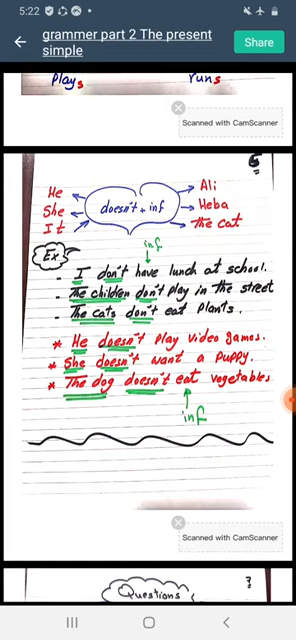 5:22
grammer part 2 The present
simple
Share
Plays
runs
Scanned with CamScanner
He
She
It
doesn't + inf
Ali
Heba
The cat
Ex
inf
- I don't have lunch at school.
- The children don't play in the street
- The cats don't eat plants.
* He doesn't play video games.
* She doesn't want a puppy.
* The dog doesn't eat vegetables
inf
Scanned with CamScanner
Questions